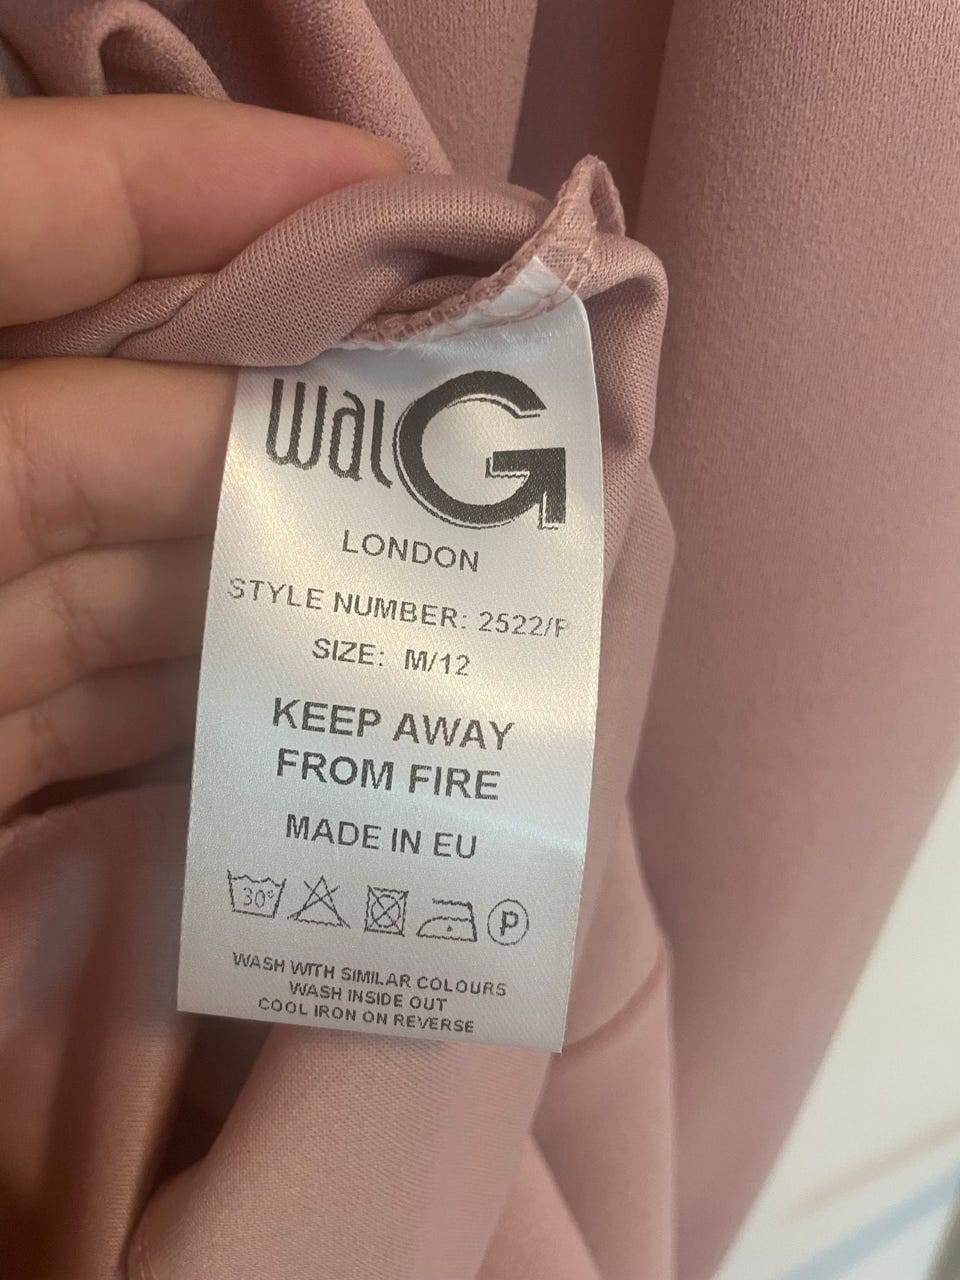 walG
LONDON
STYLE NUMBER: 2522/P
SIZE: M/12
KEEP AWAY
FROM FIRE
MADE IN EU
30° P
WASH WITH SIMILAR COLOURS
WASH INSIDE OUT
COOL IRON ON REVERSE